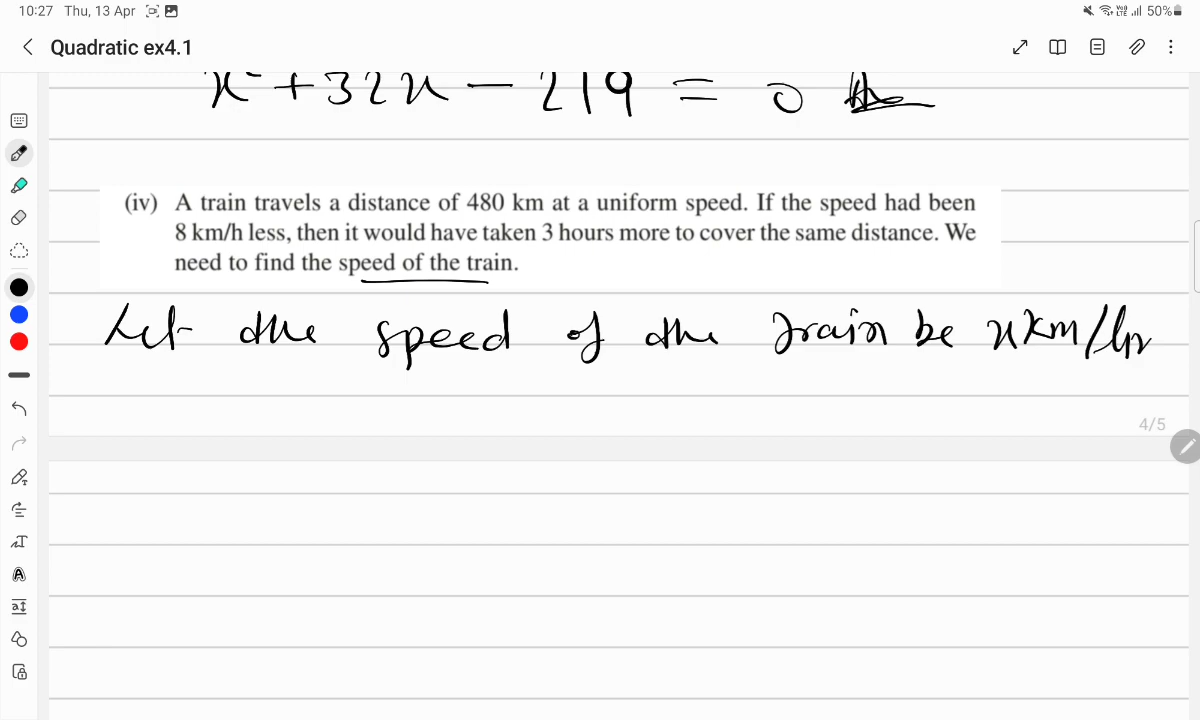 10:27 Thu, 13 Apr 50%
Quadratic ex4.1
x² + 32x - 219 = 0
(iv) A train travels a distance of 480 km at a uniform speed. If the speed had been
8 km/h less, then it would have taken 3 hours more to cover the same distance. We
need to find the speed of the train.
Let the speed of the train be x km/hr
4/5